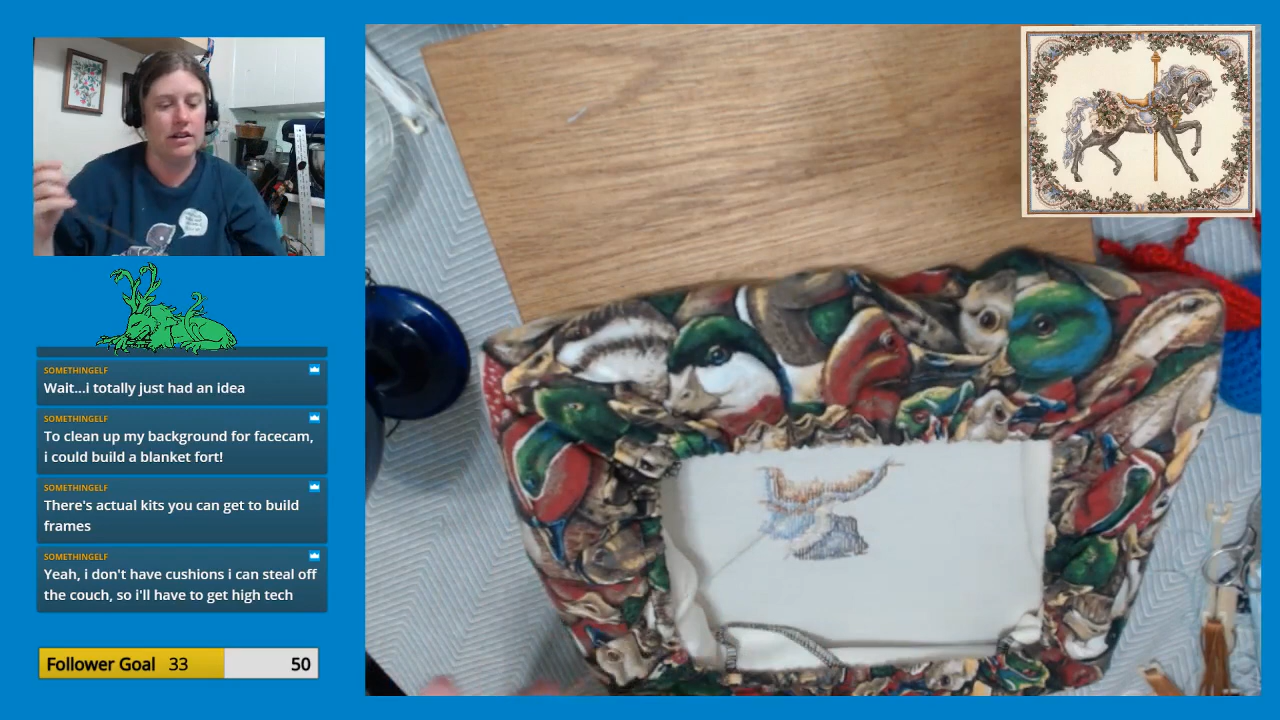 SOMETHINGELF
Wait...i totally just had an idea
SOMETHINGELF
To clean up my background for facecam,
i could build a blanket fort!
SOMETHINGELF
There's actual kits you can get to build
frames
SOMETHINGELF
Yeah, i don't have cushions i can steal off
the couch, so i'll have to get high tech
Follower Goal 33 50